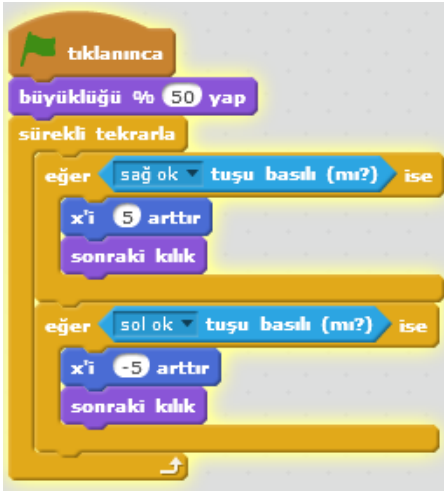 tıklanınca
büyüklüğü % 50 yap
sürekli tekrarla
eğer sağ ok tuşu basılı (mı?) ise
x'i 5 arttır
sonraki kılık
eğer sol ok tuşu basılı (mı?) ise
x'i -5 arttır
sonraki kılık